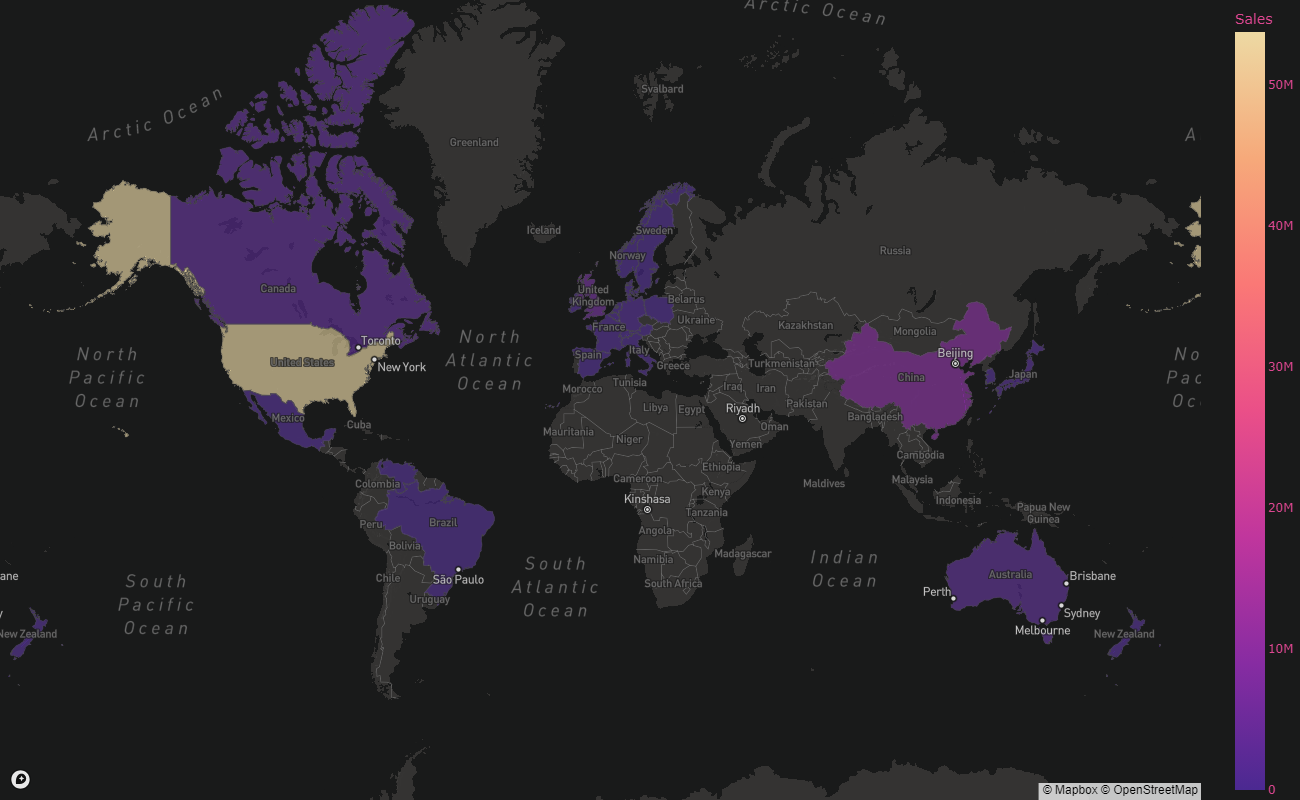 Arctic Ocean
Sales
50M
Svalbard
Arctic Ocean
A
Greenland
40M
Iceland
Sweden
Russia
Norway
Canada
United
Kingdom
Belarus
Ukraine
France
Kazakhstan
Mongolia
North
Atlantic
Ocean
Toronto
New York
United States
Spain
Italy
Greece
Turkmenistan
Beijing
China
Japan
North
Pacific
Ocean
No
Pac
Oc
30M
Morocco
Tunisia
Iraq
Iran
Pakistan
Libya
Egypt
Riyadh
Oman
Bangladesh
Mexico
Cuba
Mauritania
Niger
Yemen
Cambodia
Colombia
Cameroon
Ethiopia
Kenya
Maldives
Malaysia
Indonesia
Kinshasa
20M
Peru
Brazil
Tanzania
Papua New
Guinea
Angola
Bolivia
Madagascar
Indian
Ocean
South
Atlantic
Ocean
Namibia
South Africa
Chile
São Paulo
Uruguay
ane
South
Pacific
Ocean
y
New Zealand
Australia
Brisbane
Perth
Sydney
Melbourne
New Zealand
10M
0
© Mapbox © OpenStreetMap